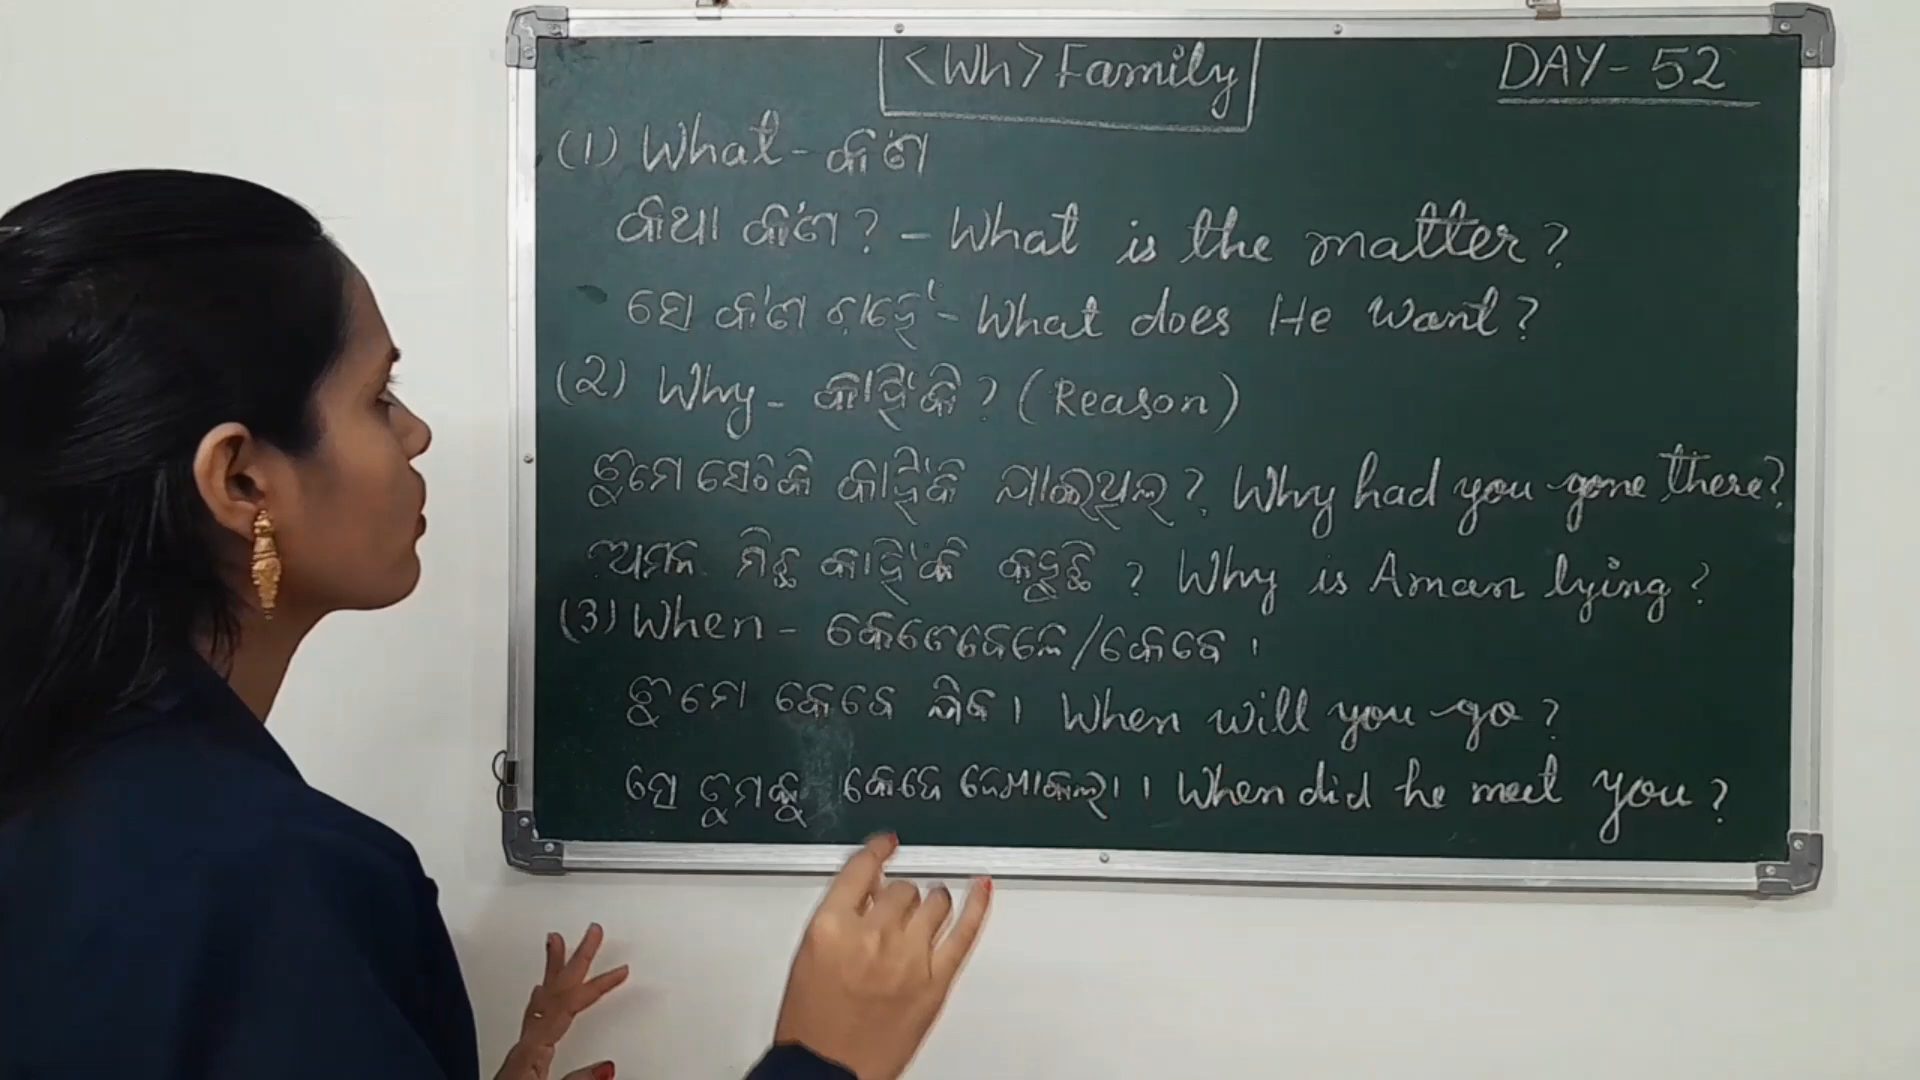 <Wh> Family
DAY - 52
(1) What - କ'ଣ
କଥା କ'ଣ ? - What is the matter ?
ସେ କ'ଣ ଚାହେଁ - What does He want ?
(2) Why - କାହିଁକି ? (Reason)
ତୁମେ ସେଠିକି କାହିଁକି ଯାଇଥିଲ ? Why had you gone there?
ଅମନ ମିଛ କାହିଁକି କହୁଛି ? Why is Aman lying ?
(3) When - କେତେବେଳେ / କେବେ ।
ତୁମେ କେବେ ଯିବ । When will you go ?
ସେ ତୁମକୁ କେବେ ଦେଖାକଲା । When did he meet you ?